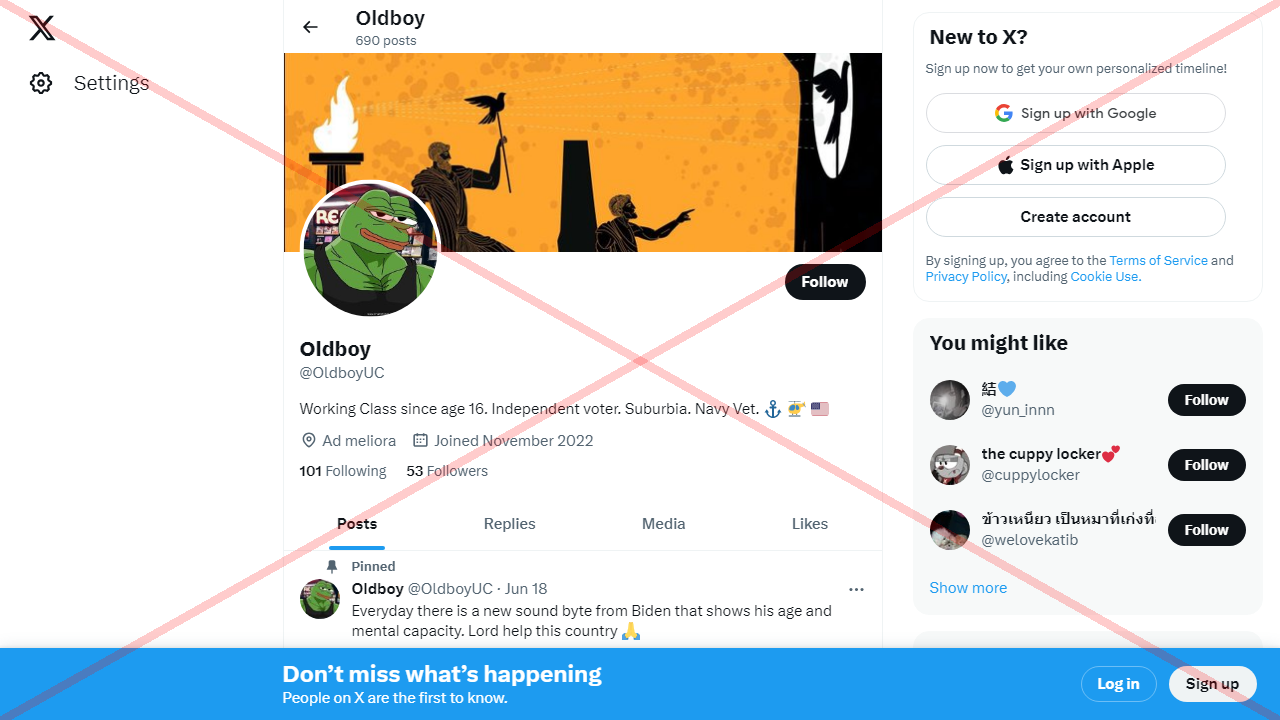 Settings
Oldboy
690 posts
RE
Follow
Oldboy
@OldboyUC
Working Class since age 16. Independent voter. Suburbia. Navy Vet. ⚓ 🚁 🇺🇸
Ad meliora Joined November 2022
101 Following 53 Followers
Posts Replies Media Likes
Pinned
Oldboy @OldboyUC · Jun 18
Everyday there is a new sound byte from Biden that shows his age and
mental capacity. Lord help this country 🙏
New to X?
Sign up now to get your own personalized timeline!
Sign up with Google
Sign up with Apple
Create account
By signing up, you agree to the Terms of Service and
Privacy Policy, including Cookie Use.
You might like
結💙
@yun_innn
Follow
the cuppy locker💕
@cuppylocker
Follow
ข้าวเหนียว เป็นหมาที่เก่งที่
@welovekatib
Follow
Show more
Don’t miss what’s happening
People on X are the first to know.
Log in
Sign up